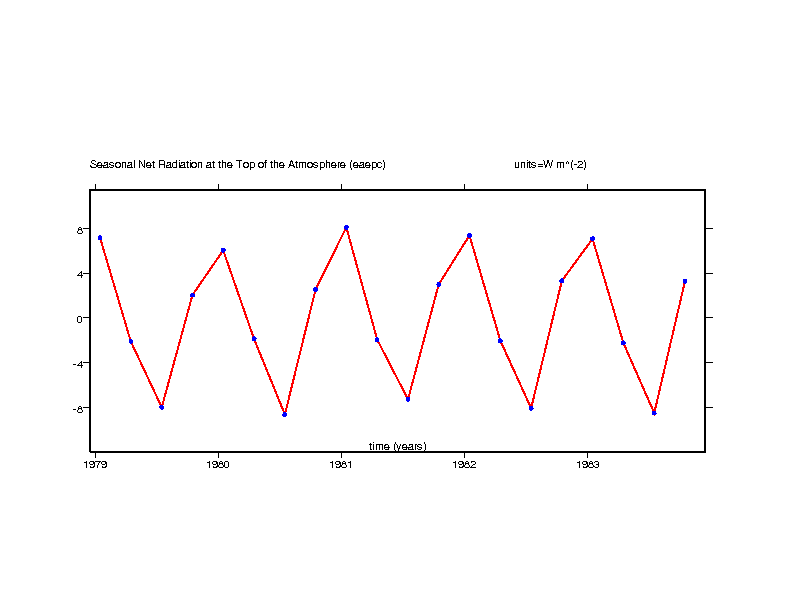 Seasonal Net Radiation at the Top of the Atmosphere (eaepc) units=W m^(-2)
8
4
0
-4
-8
time (years)
1979 1980 1981 1982 1983